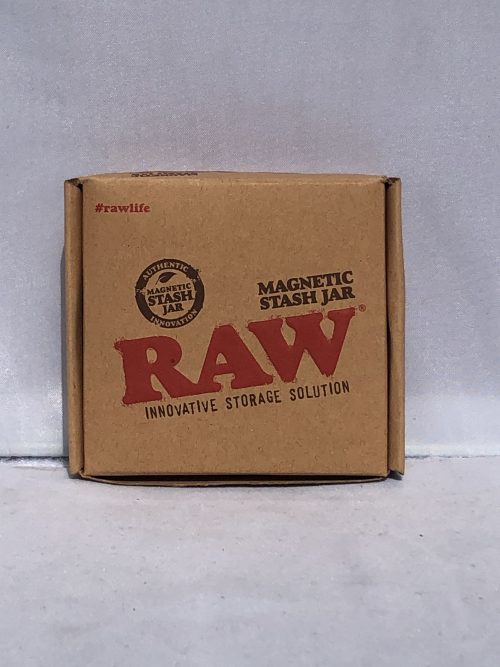 #rawlife
AUTHENTIC
MAGNETIC
STASH
JAR
INNOVATION
MAGNETIC
STASH JAR
RAW®
INNOVATIVE STORAGE SOLUTION